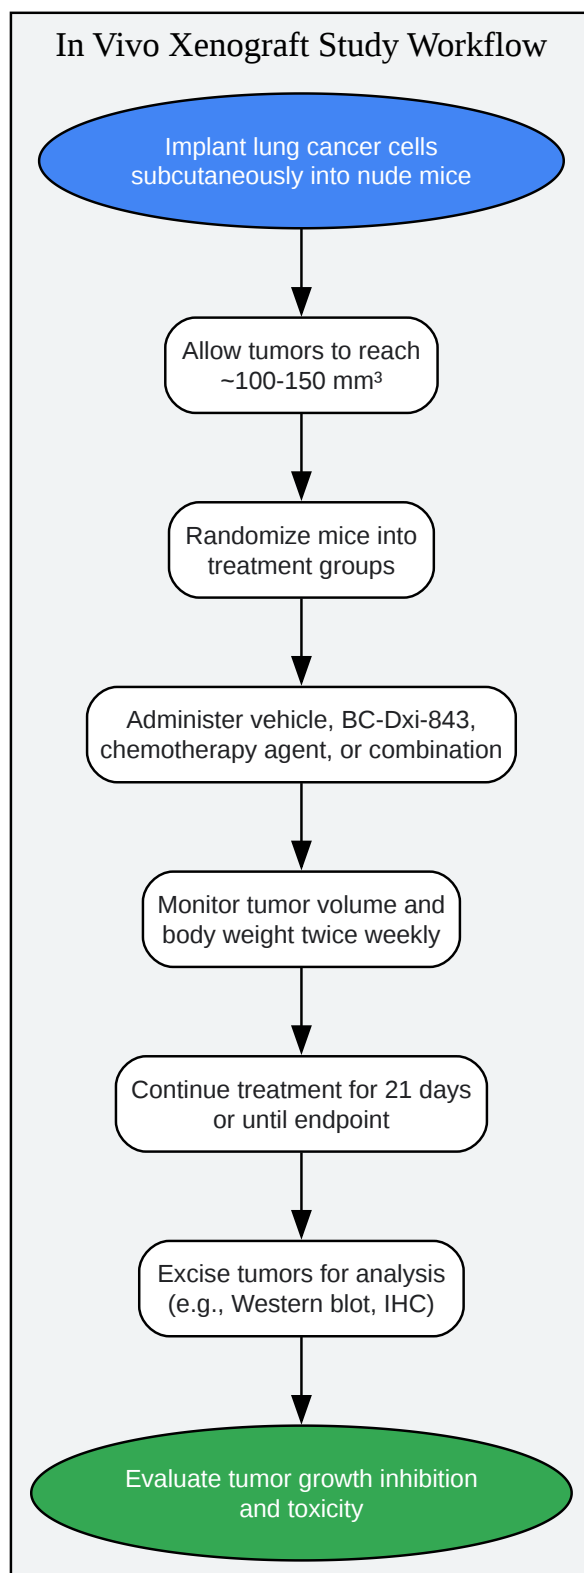 In Vivo Xenograft Study Workflow
Implant lung cancer cells
subcutaneously into nude mice
Allow tumors to reach
~100-150 mm³
Randomize mice into
treatment groups
Administer vehicle, BC-Dxi-843,
chemotherapy agent, or combination
Monitor tumor volume and
body weight twice weekly
Continue treatment for 21 days
or until endpoint
Excise tumors for analysis
(e.g., Western blot, IHC)
Evaluate tumor growth inhibition
and toxicity